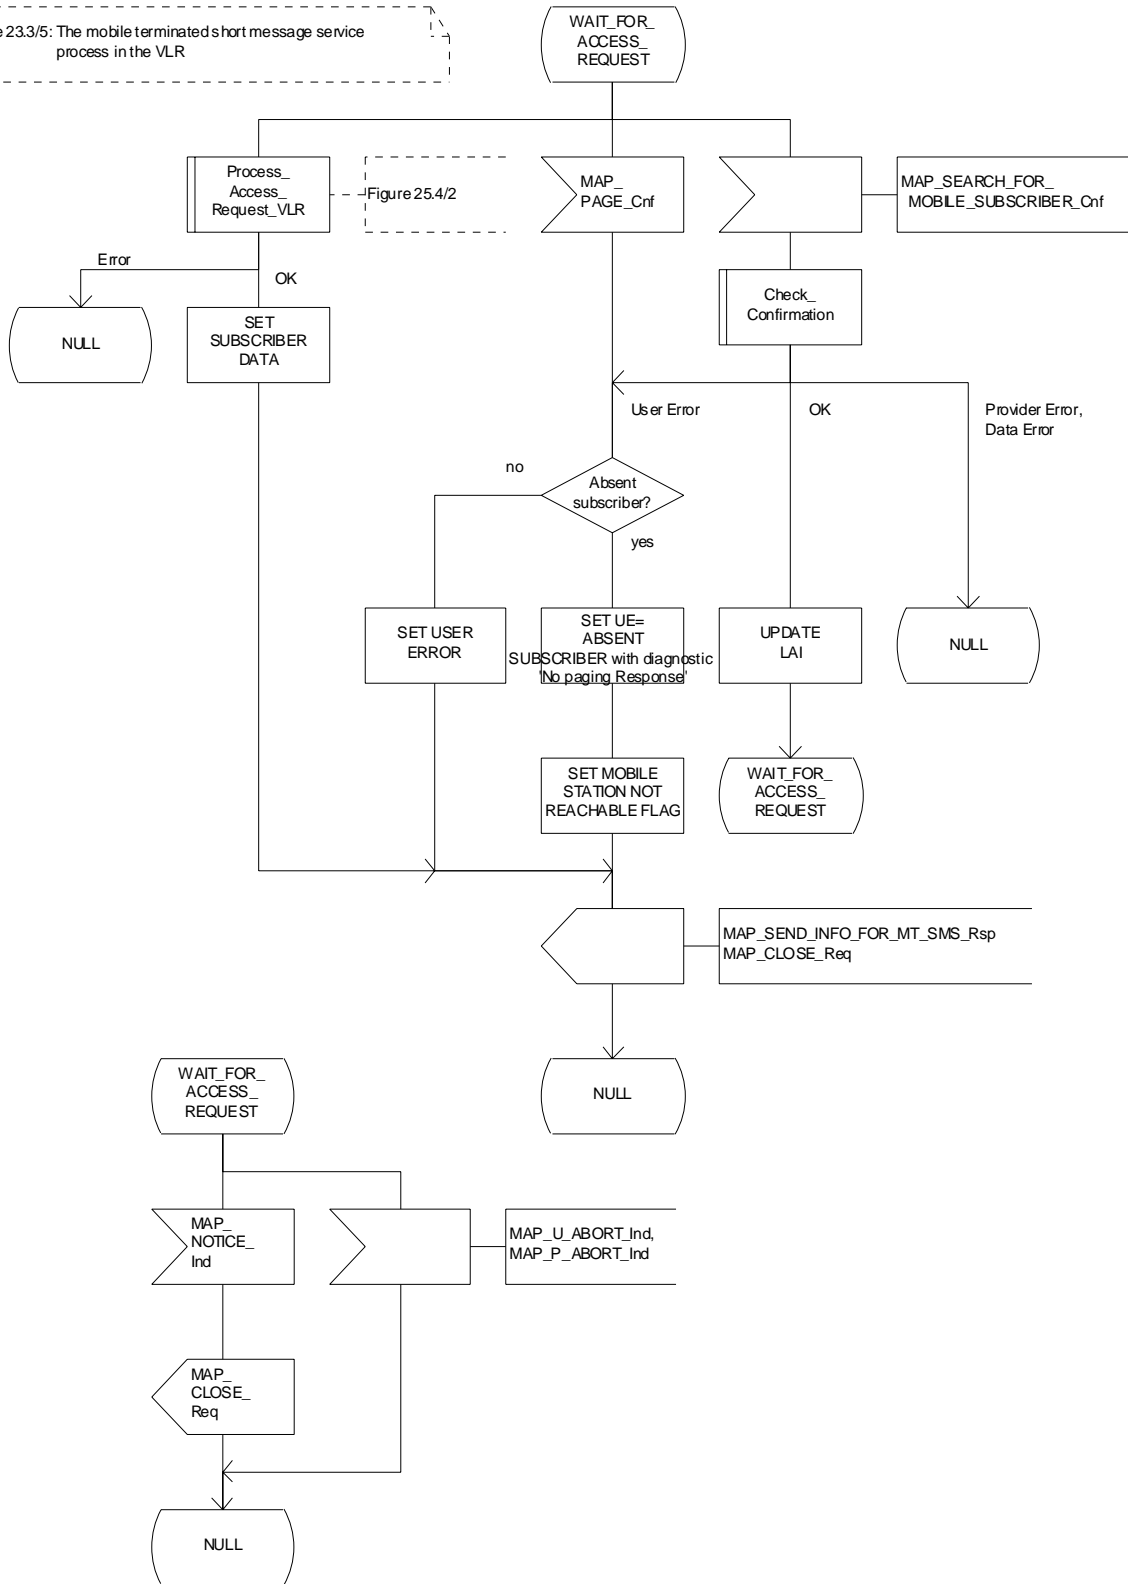 e 23.3/5: The mobile terminated short message service
process in the VLR
WAIT_FOR_
ACCESS_
REQUEST
Process_
Access_
Request_VLR
Figure 25.4/2
MAP_
PAGE_Cnf
MAP_SEARCH_FOR_
MOBILE_SUBSCRIBER_Cnf
Error
OK
Check_
Confirmation
NULL
SET
SUBSCRIBER
DATA
User Error
OK
Provider Error,
Data Error
no
Absent
subscriber?
yes
SET USER
ERROR
SET UE=
ABSENT
SUBSCRIBER with diagnostic
'No paging Response'
UPDATE
LAI
NULL
SET MOBILE
STATION NOT
REACHABLE FLAG
WAIT_FOR_
ACCESS_
REQUEST
MAP_SEND_INFO_FOR_MT_SMS_Rsp
MAP_CLOSE_Req
WAIT_FOR_
ACCESS_
REQUEST
NULL
MAP_
NOTICE_
Ind
MAP_U_ABORT_Ind,
MAP_P_ABORT_Ind
MAP_
CLOSE_
Req
NULL